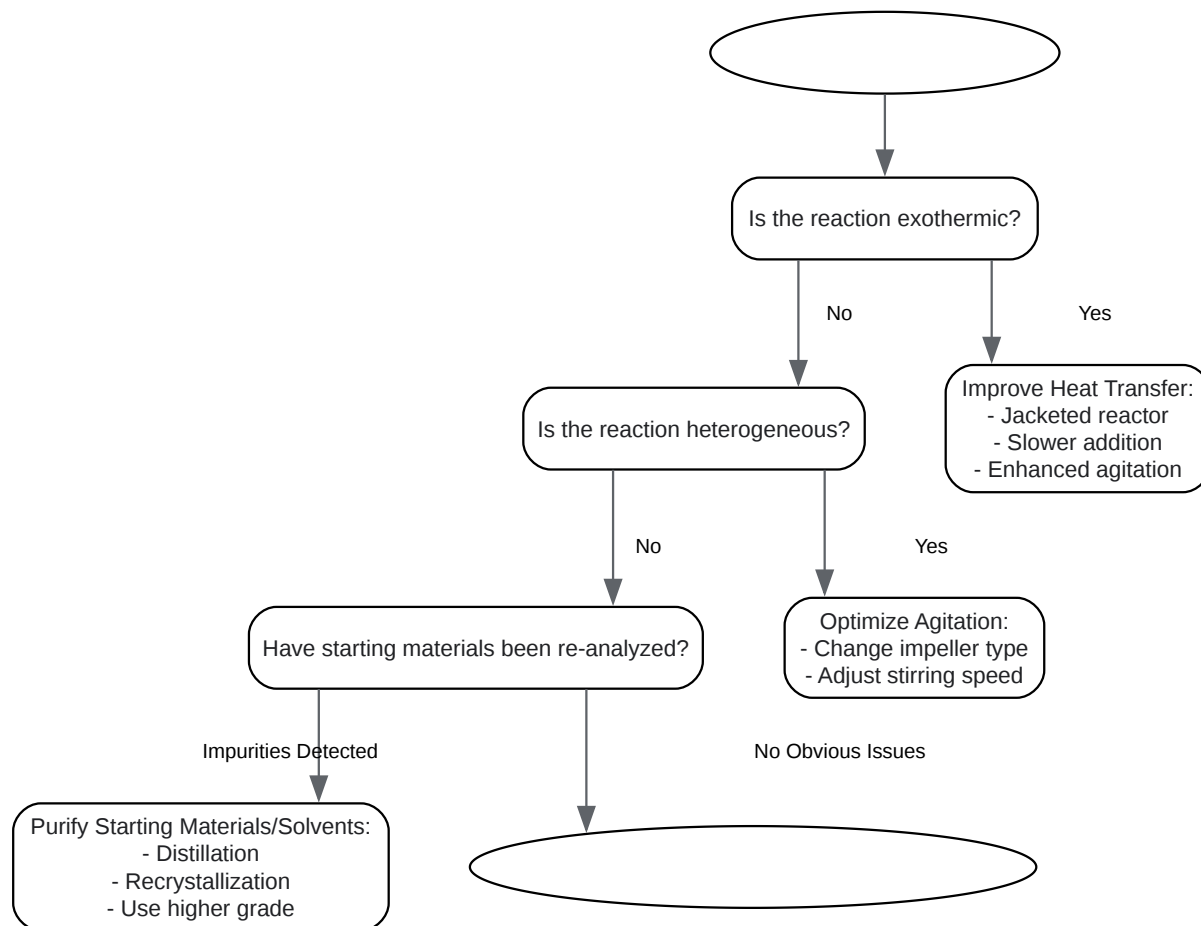 Is the reaction exothermic?
No
Yes
Improve Heat Transfer:
- Jacketed reactor
- Slower addition
- Enhanced agitation
Is the reaction heterogeneous?
No
Yes
Optimize Agitation:
- Change impeller type
- Adjust stirring speed
Have starting materials been re-analyzed?
Impurities Detected
No Obvious Issues
Purify Starting Materials/Solvents:
- Distillation
- Recrystallization
- Use higher grade